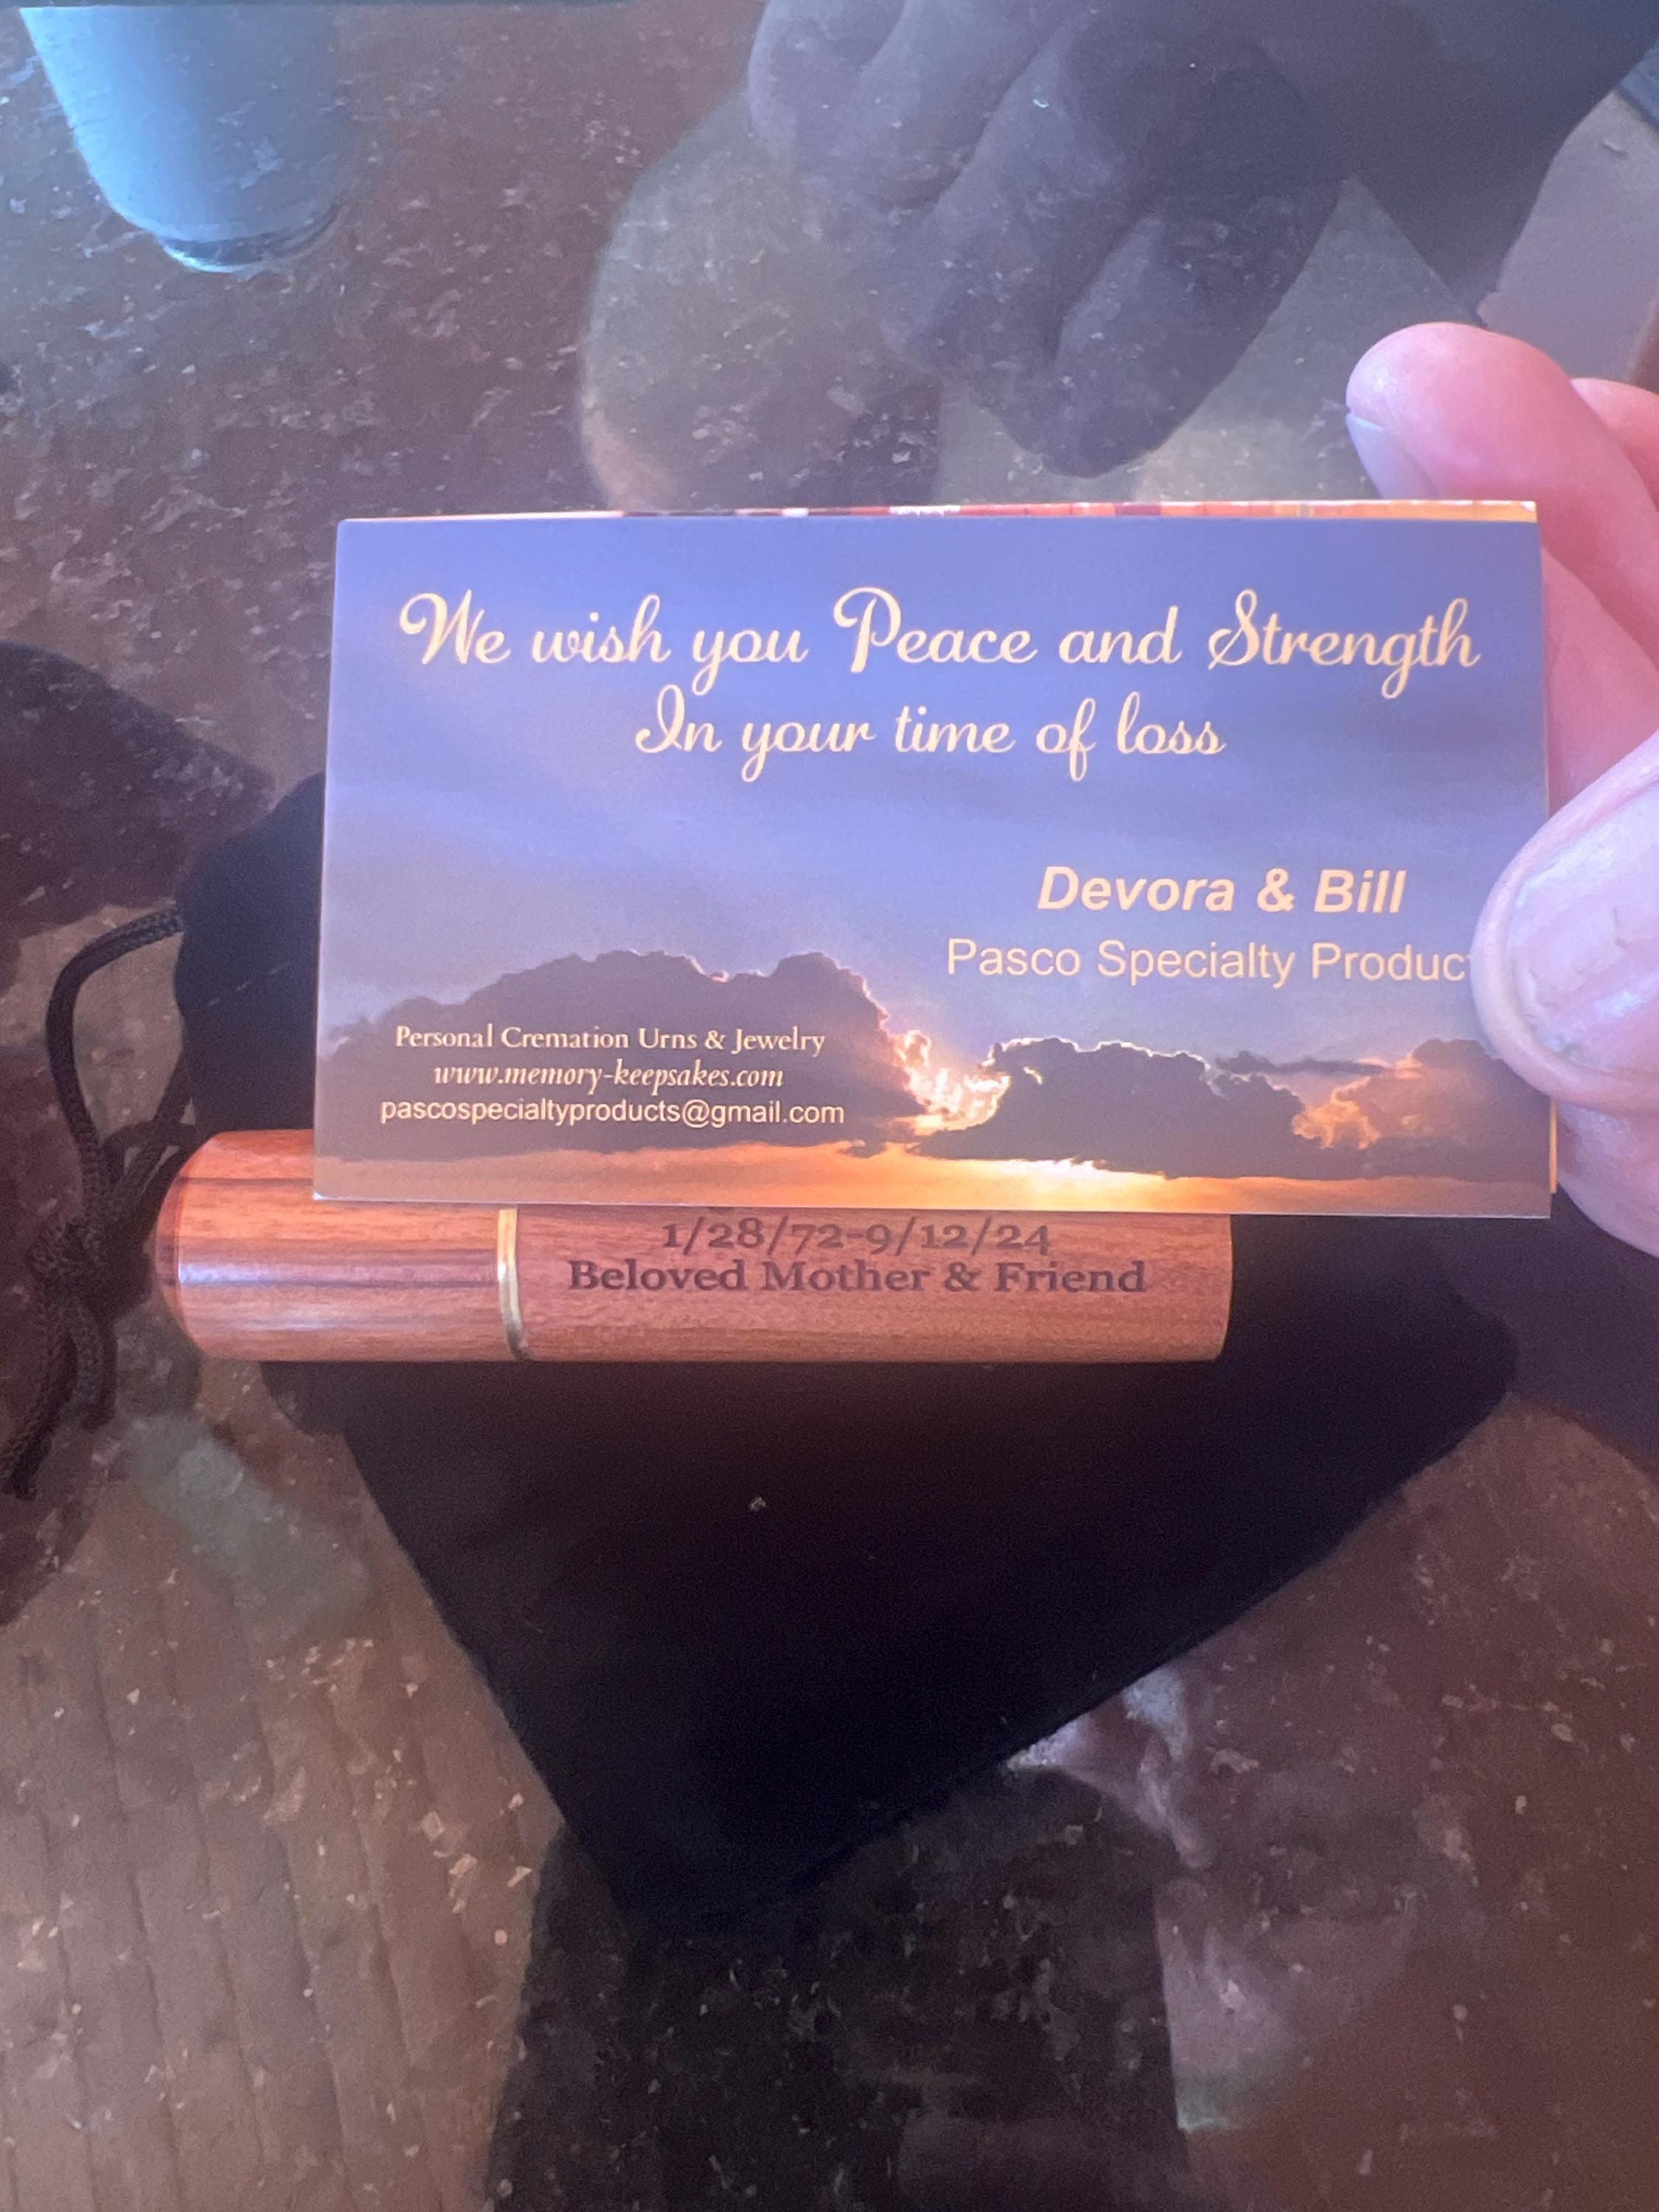 We wish you Peace and Strength
In your time of loss
Devora & Bill
Pasco Specialty Produc
Personal Cremation Urns & Jewelry
www.memory-keepsakes.com
pascospecialtyproducts@gmail.com
1/28/72-9/12/24
Beloved Mother & Friend